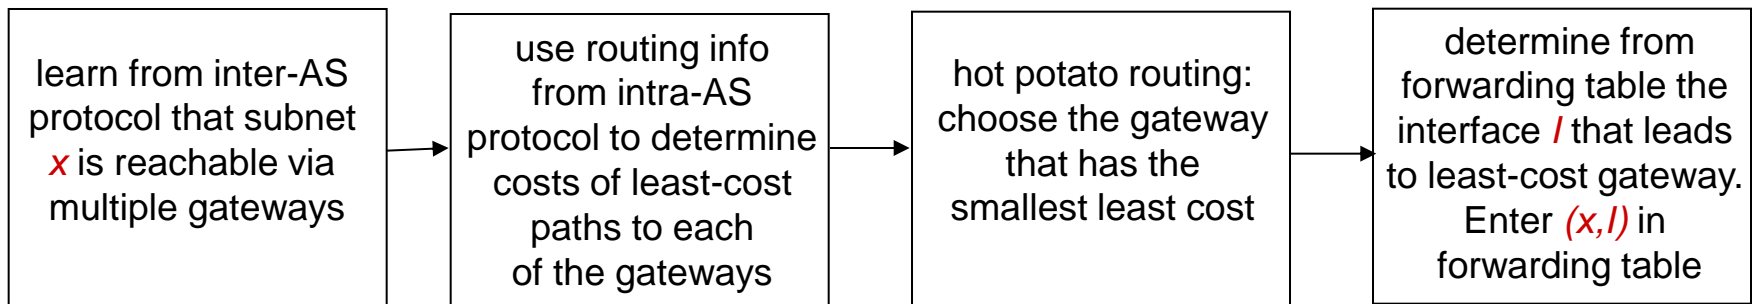 learn from inter-AS
protocol that subnet
x is reachable via
multiple gateways
use routing info
from intra-AS
protocol to determine
costs of least-cost
paths to each
of the gateways
hot potato routing:
choose the gateway
that has the
smallest least cost
determine from
forwarding table the
interface I that leads
to least-cost gateway.
Enter (x,I) in
forwarding table